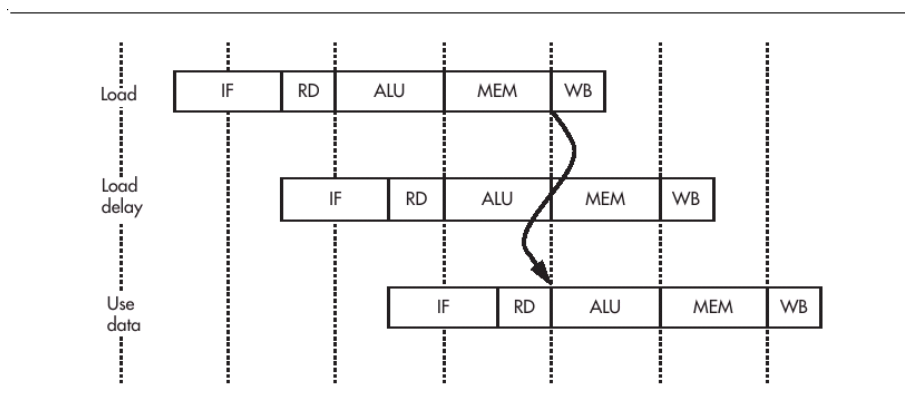 Load
IF RD ALU MEM WB
Load
delay
IF RD ALU MEM WB
Use
data
IF RD ALU MEM WB